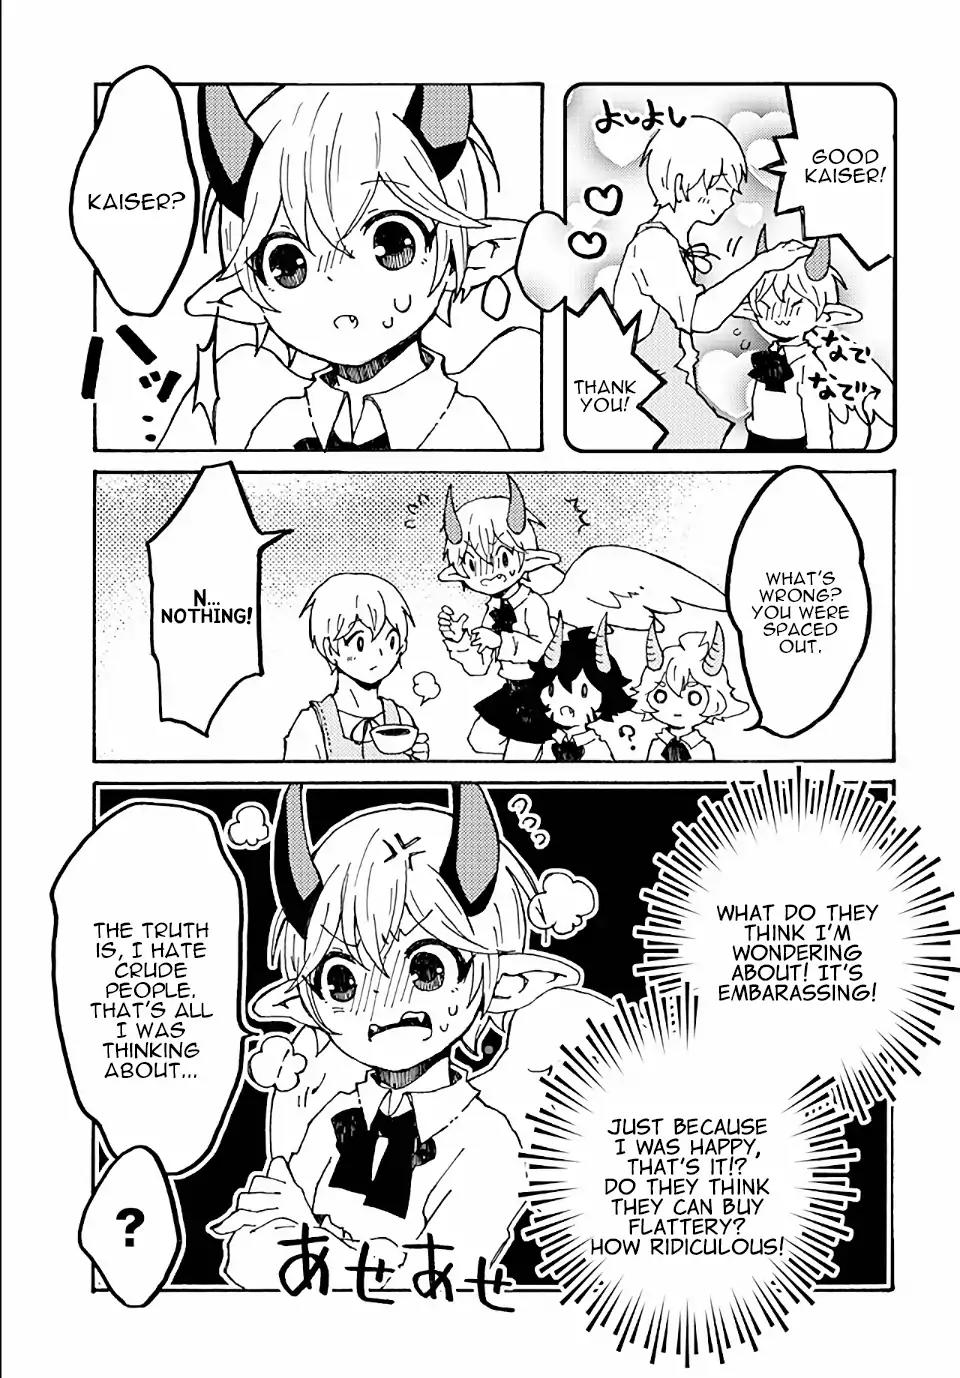 GOOD
KAISER!
よしよし
なで
なで
THANK
YOU!
KAISER?
ハッ
WHAT'S
WRONG?
YOU WERE
SPACED
OUT.
?
N...
NOTHING!
WHAT DO THEY
THINK I'M
WONDERING
ABOUT! IT'S
EMBARASSING!
JUST BECAUSE
I WAS HAPPY,
THAT'S IT!?
DO THEY THINK
THEY CAN BUY
FLATTERY?
HOW RIDICULOUS!
THE TRUTH
IS, I HATE
CRUDE
PEOPLE,
THAT'S ALL
I WAS
THINKING
ABOUT...
?
あせあせ